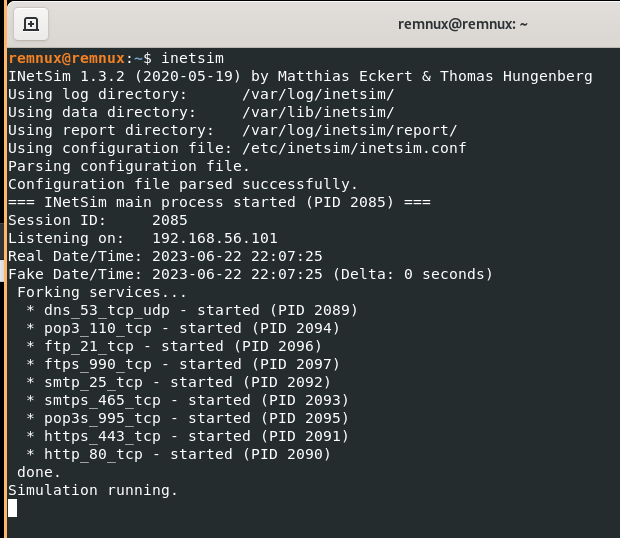 remnux@remnux: ~
remnux@remnux:~$ inetsim
INetSim 1.3.2 (2020-05-19) by Matthias Eckert & Thomas Hungenberg
Using log directory:      /var/log/inetsim/
Using data directory:     /var/lib/inetsim/
Using report directory:   /var/log/inetsim/report/
Using configuration file: /etc/inetsim/inetsim.conf
Parsing configuration file.
Configuration file parsed successfully.
=== INetSim main process started (PID 2085) ===
Session ID:     2085
Listening on:   192.168.56.101
Real Date/Time: 2023-06-22 22:07:25
Fake Date/Time: 2023-06-22 22:07:25 (Delta: 0 seconds)
 Forking services...
  * dns_53_tcp_udp - started (PID 2089)
  * pop3_110_tcp - started (PID 2094)
  * ftp_21_tcp - started (PID 2096)
  * ftps_990_tcp - started (PID 2097)
  * smtp_25_tcp - started (PID 2092)
  * smtps_465_tcp - started (PID 2093)
  * pop3s_995_tcp - started (PID 2095)
  * https_443_tcp - started (PID 2091)
  * http_80_tcp - started (PID 2090)
 done.
Simulation running.